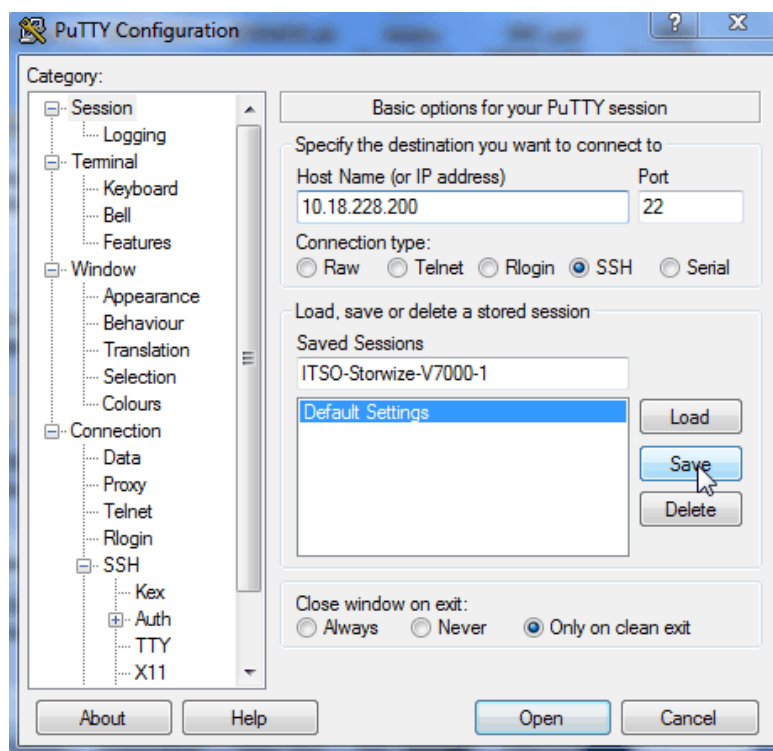 PuTTY Configuration
?
X
Category:
Session
Logging
Terminal
Keyboard
Bell
Features
Window
Appearance
Behaviour
Translation
Selection
Colours
Connection
Data
Proxy
Telnet
Rlogin
SSH
Kex
Auth
TTY
X11
Basic options for your PuTTY session
Specify the destination you want to connect to
Host Name (or IP address) Port
10.18.228.200 22
Connection type:
Raw Telnet Rlogin SSH Serial
Load, save or delete a stored session
Saved Sessions
ITSO-Storwize-V7000-1
Default Settings
Load
Save
Delete
Close window on exit:
Always Never Only on clean exit
About Help Open Cancel